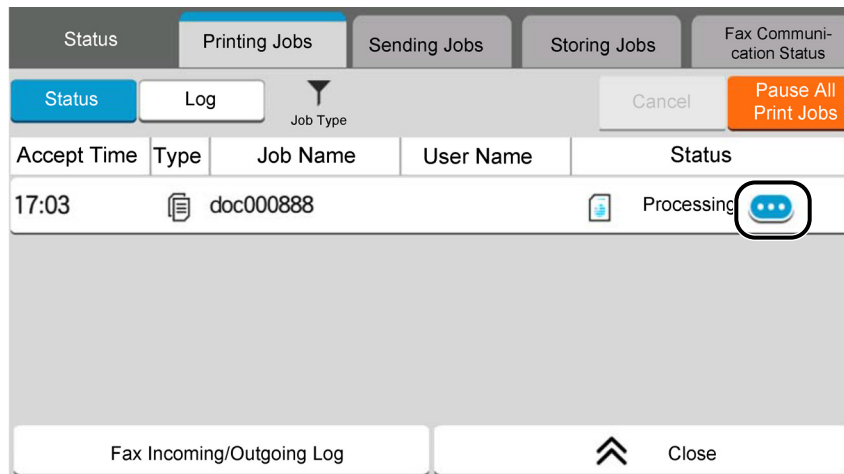 Status
Printing Jobs
Sending Jobs
Storing Jobs
Fax Communi-
cation Status
Status
Log
Job Type
Cancel
Pause All
Print Jobs
Accept Time Type Job Name User Name Status
17:03 doc000888 Processing
Fax Incoming/Outgoing Log
Close